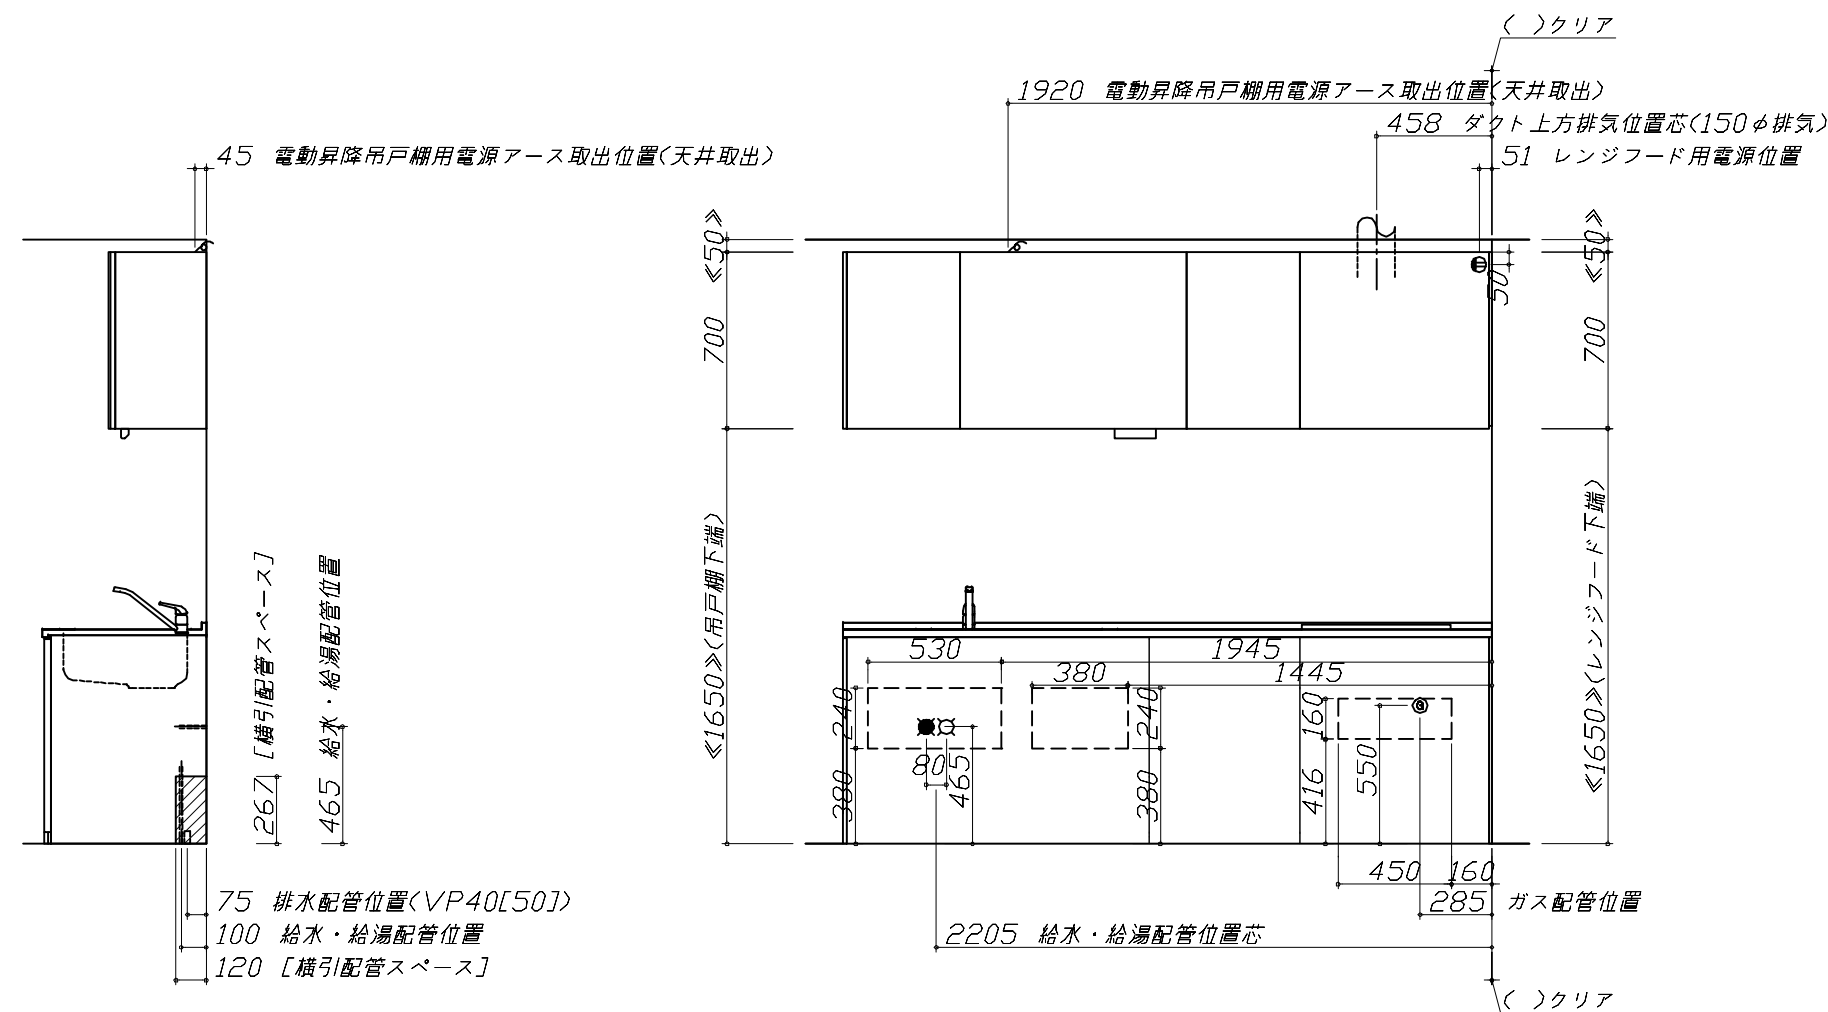 ( )クリア
1920 電動昇降吊戸棚用電源アース取出位置(天井取出)
458 ダクト上方排気位置芯(150φ排気)
45 電動昇降吊戸棚用電源アース取出位置(天井取出)
51 レンジフード用電源位置
≪50≫
≪50≫
50
700
700
≪1650≫(吊戸棚下端)
≪1650≫(レンジフード下端)
267 [横引配管スペース]
465 給水・給湯配管位置
530
1945
380
1445
240
240
160
80
465
550
380
380
416
450
160
75 排水配管位置(VP40[50])
285 ガス配管位置
100 給水・給湯配管位置
2205 給水・給湯配管位置芯
120 [横引配管スペース]
( )クリア